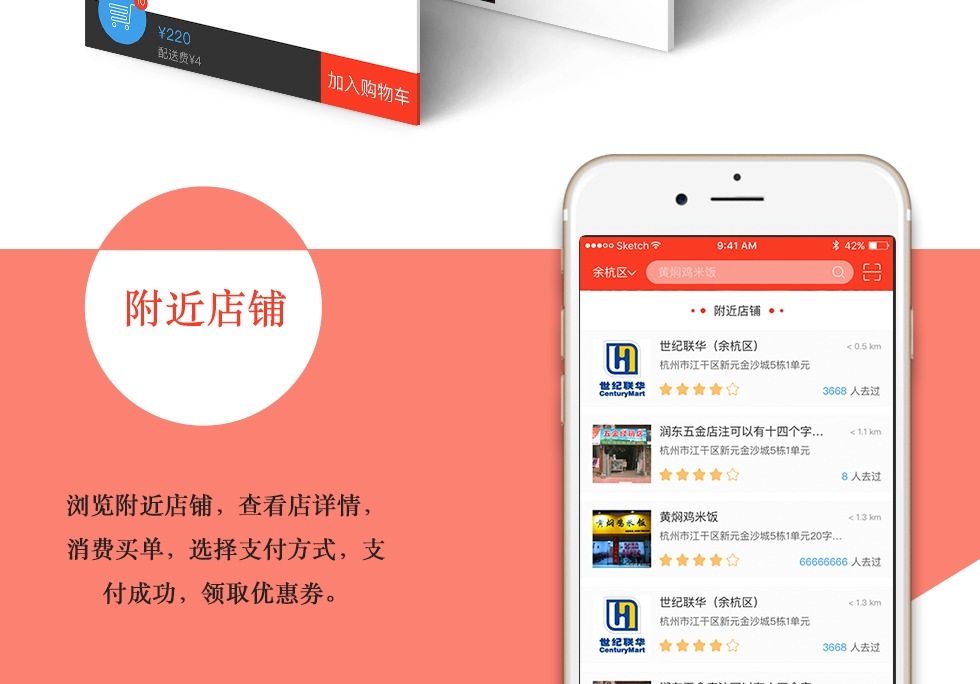 10
¥220
配送费¥4
加入购物车
附近店铺
浏览附近店铺，查看店详情，
消费买单，选择支付方式，支
付成功，领取优惠券。
Sketch
9:41 AM
42%
余杭区
黄焖鸡米饭
附近店铺
世纪联华（余杭区）
< 0.5 km
杭州市江干区新元金沙城5栋1单元
3668 人去过
世纪联华
CenturyMart
润东五金店注可以有十四个字...
< 1.1 km
杭州市江干区新元金沙城5栋1单元
8 人去过
黄焖鸡米饭
黄焖鸡米饭
< 1.3 km
杭州市江干区新元金沙城5栋1单元20字...
66666666 人去过
世纪联华（余杭区）
< 1.3 km
杭州市江干区新元金沙城5栋1单元
3668 人去过
世纪联华
CenturyMart